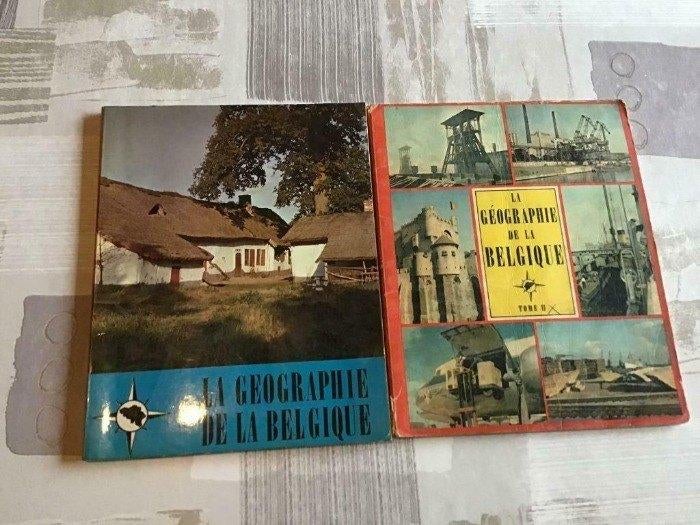 LA GEOGRAPHIE
DE LA BELGIQUE
LA
GÉOGRAPHIE
DE LA
BELGIQUE
TOME II